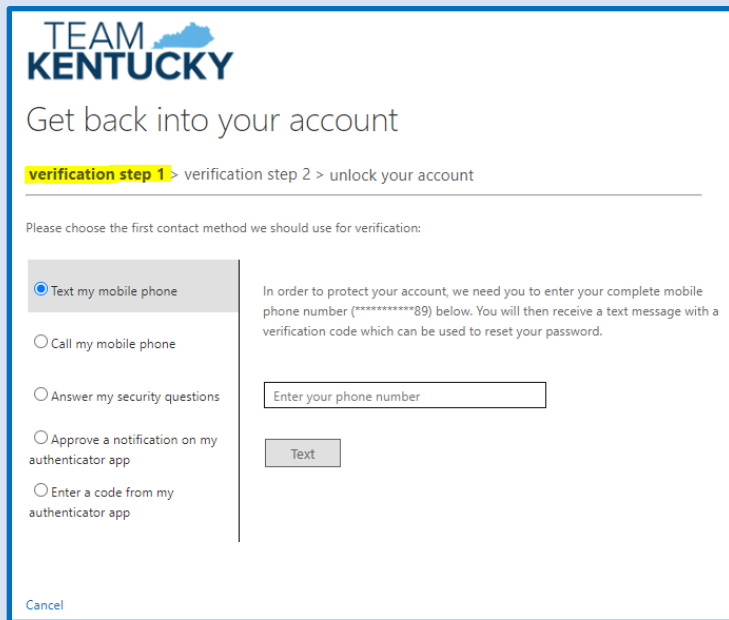 TEAM
KENTUCKY
Get back into your account
verification step 1 > verification step 2 > unlock your account
Please choose the first contact method we should use for verification:
Text my mobile phone
Call my mobile phone
Answer my security questions
Approve a notification on my
authenticator app
Enter a code from my
authenticator app
In order to protect your account, we need you to enter your complete mobile
phone number (***********89) below. You will then receive a text message with a
verification code which can be used to reset your password.
Enter your phone number
Text
Cancel